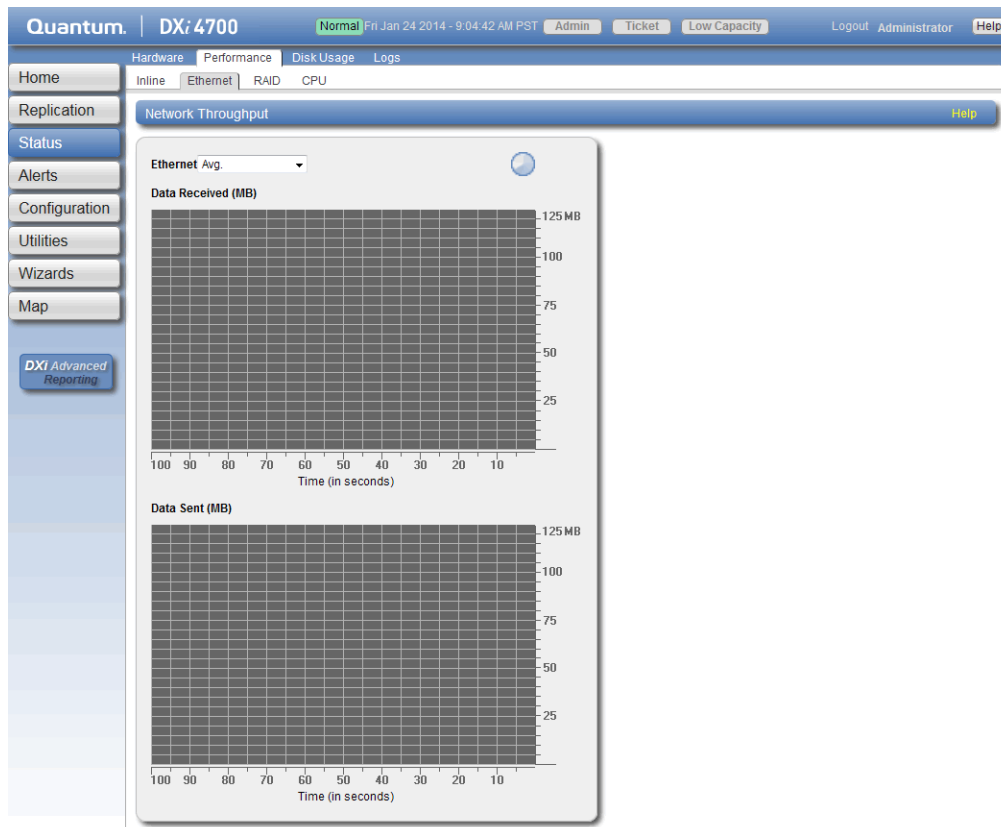 Quantum. DXi 4700 Normal Fri Jan 24 2014 - 9:04:42 AM PST Admin Ticket Low Capacity Logout Administrator Help
Hardware Performance Disk Usage Logs
Inline Ethernet RAID CPU
Home
Replication
Status
Alerts
Configuration
Utilities
Wizards
Map
DXi Advanced
Reporting
Network Throughput Help
Ethernet Avg.
Data Received (MB)
125 MB
100
75
50
25
100 90 80 70 60 50 40 30 20 10
Time (in seconds)
Data Sent (MB)
125 MB
100
75
50
25
100 90 80 70 60 50 40 30 20 10
Time (in seconds)